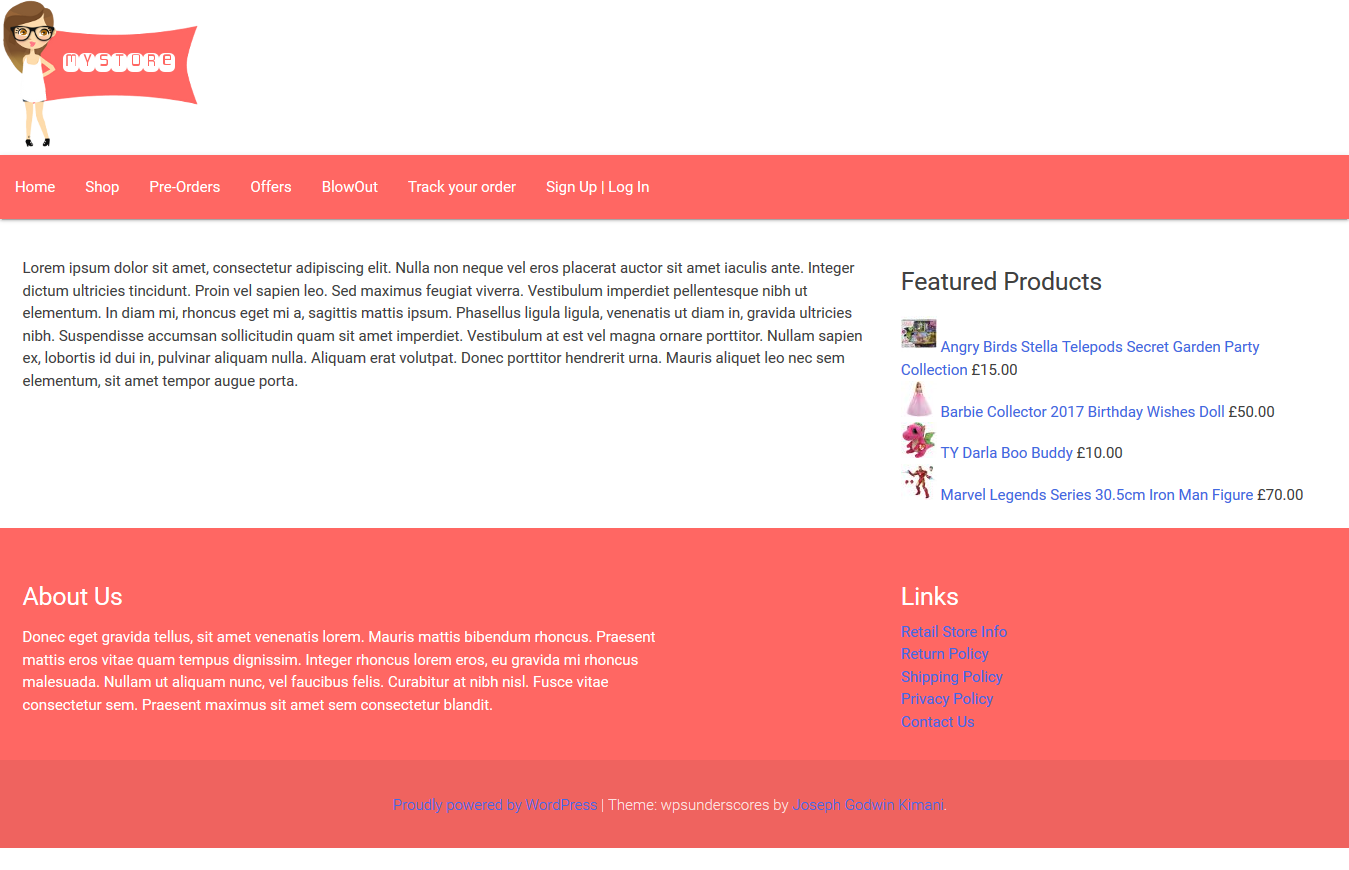 MYSTORE
Home Shop Pre-Orders Offers BlowOut Track your order Sign Up | Log In
Lorem ipsum dolor sit amet, consectetur adipiscing elit. Nulla non neque vel eros placerat auctor sit amet iaculis ante. Integer
dictum ultricies tincidunt. Proin vel sapien leo. Sed maximus feugiat viverra. Vestibulum imperdiet pellentesque nibh ut
elementum. In diam mi, rhoncus eget mi a, sagittis mattis ipsum. Phasellus ligula ligula, venenatis ut diam in, gravida ultricies
nibh. Suspendisse accumsan sollicitudin quam sit amet imperdiet. Vestibulum at est vel magna ornare porttitor. Nullam sapien
ex, lobortis id dui in, pulvinar aliquam nulla. Aliquam erat volutpat. Donec porttitor hendrerit urna. Mauris aliquet leo nec sem
elementum, sit amet tempor augue porta.
Featured Products
Angry Birds Stella Telepods Secret Garden Party
Collection £15.00
Barbie Collector 2017 Birthday Wishes Doll £50.00
TY Darla Boo Buddy £10.00
Marvel Legends Series 30.5cm Iron Man Figure £70.00
About Us
Donec eget gravida tellus, sit amet venenatis lorem. Mauris mattis bibendum rhoncus. Praesent
mattis eros vitae quam tempus dignissim. Integer rhoncus lorem eros, eu gravida mi rhoncus
malesuada. Nullam ut aliquam nunc, vel faucibus felis. Curabitur at nibh nisl. Fusce vitae
consectetur sem. Praesent maximus sit amet sem consectetur blandit.
Links
Retail Store Info
Return Policy
Shipping Policy
Privacy Policy
Contact Us
Proudly powered by WordPress | Theme: wpsunderscores by Joseph Godwin Kimani.